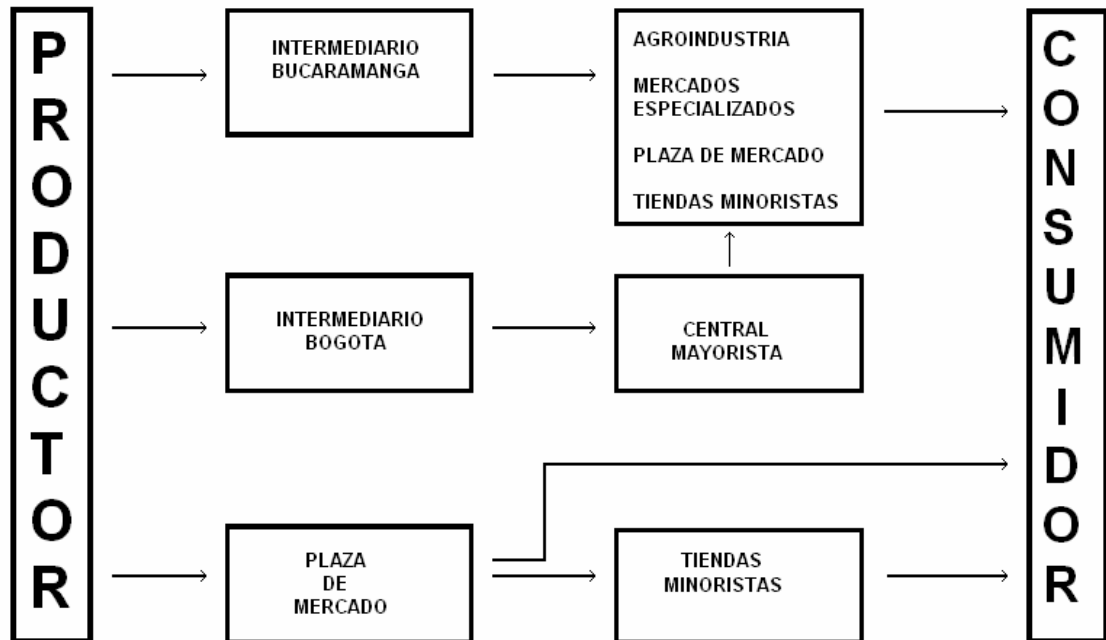 PRODUCTOR
INTERMEDIARIO
BUCARAMANGA
AGROINDUSTRIA
MERCADOS
ESPECIALIZADOS
PLAZA DE MERCADO
TIENDAS MINORISTAS
INTERMEDIARIO
BOGOTA
CENTRAL
MAYORISTA
PLAZA
DE
MERCADO
TIENDAS
MINORISTAS
CONSUMIDOR